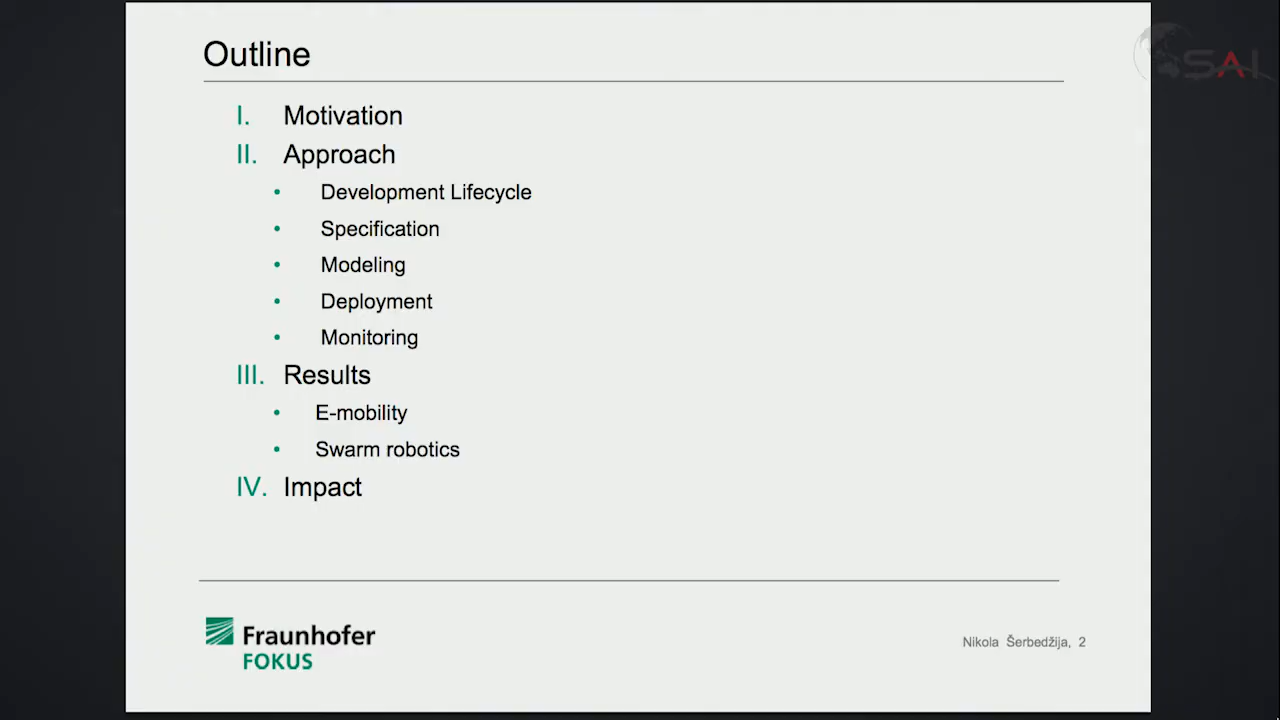 Outline
I. Motivation
II. Approach
• Development Lifecycle
• Specification
• Modeling
• Deployment
• Monitoring
III. Results
• E-mobility
• Swarm robotics
IV. Impact
Fraunhofer
FOKUS
Nikola Šerbedžija, 2
SAI